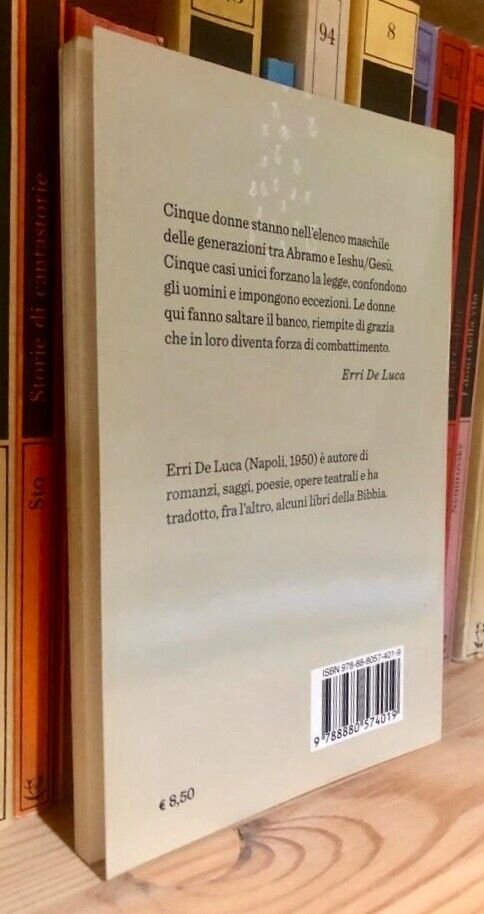 94
8
Storie di cantastorie
Sto
Cinque donne stanno nell'elenco maschile
delle generazioni tra Abramo e Ieshu/Gesù.
Cinque casi unici forzano la legge, confondono
gli uomini e impongono eccezioni. Le donne
qui fanno saltare il banco, riempite di grazia
che in loro diventa forza di combattimento.
Erri De Luca
Erri De Luca (Napoli, 1950) è autore di
romanzi, saggi, poesie, opere teatrali e ha
tradotto, fra l'altro, alcuni libri della Bibbia.
ISBN 978-88-8057-401-9
9 788880 574019
€ 8,50
della vita
Némirovsky